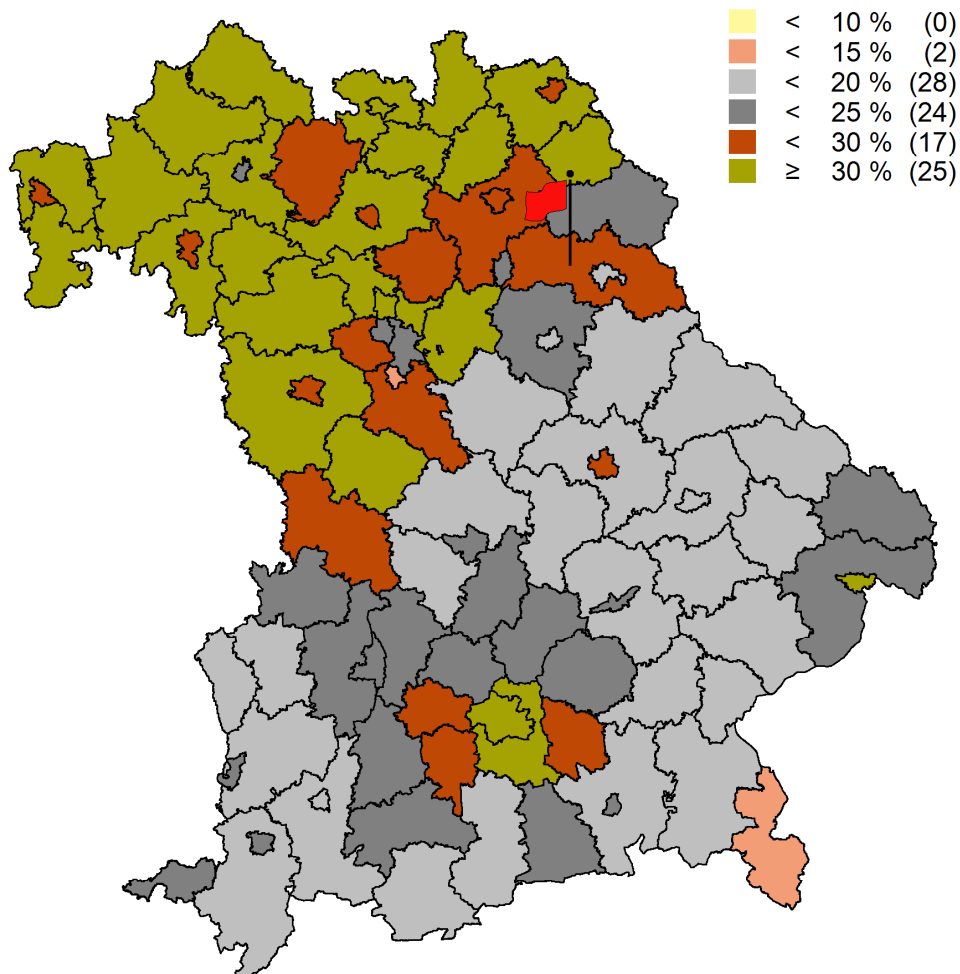 < 10 % (0)
< 15 % (2)
< 20 % (28)
< 25 % (24)
< 30 % (17)
≥ 30 % (25)